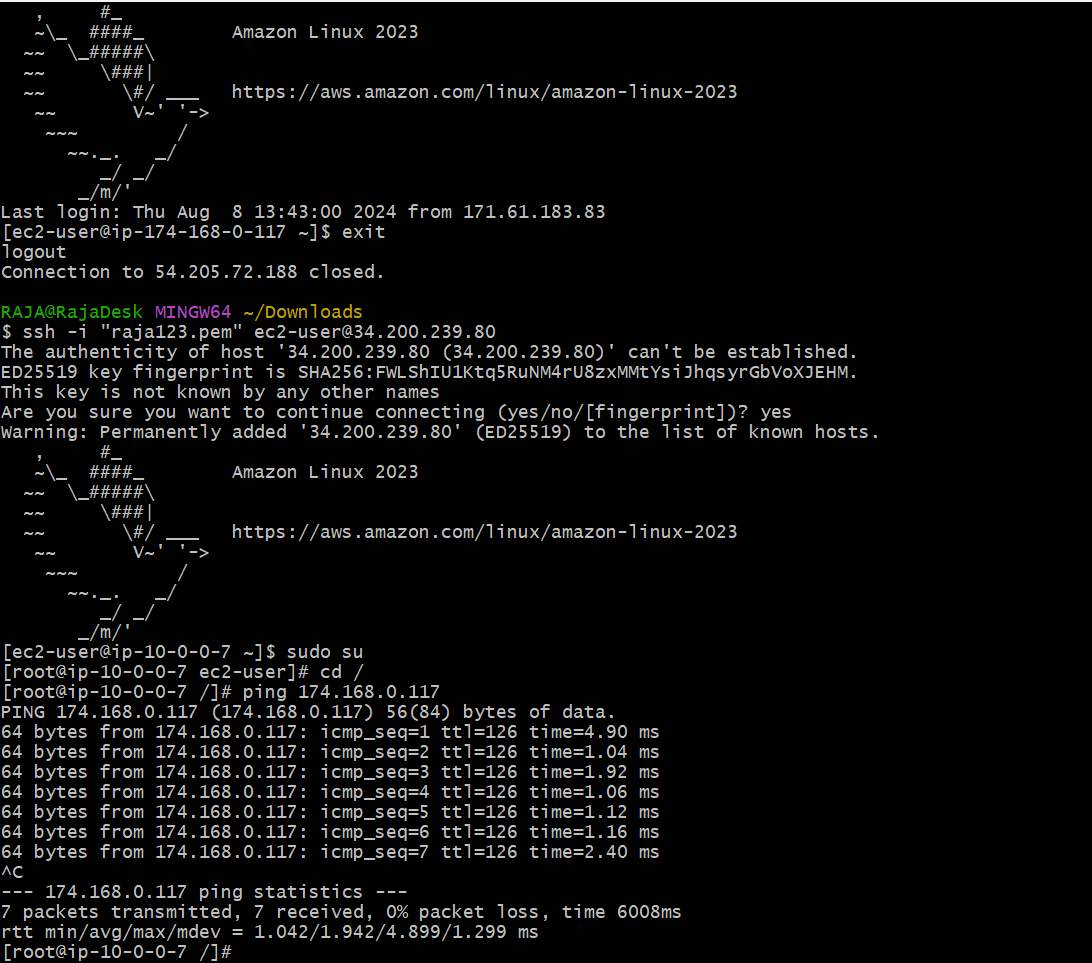 ,     #_
   ~\_  ####_        Amazon Linux 2023
  ~~  \_#####\
  ~~     \###|
  ~~       \#/ ___   https://aws.amazon.com/linux/amazon-linux-2023
   ~~       V~' '->
    ~~~         /
      ~~._.   _/
         _/ _/
       _/m/'
Last login: Thu Aug  8 13:43:00 2024 from 171.61.183.83
[ec2-user@ip-174-168-0-117 ~]$ exit
logout
Connection to 54.205.72.188 closed.

RAJA@RajaDesk MINGW64 ~/Downloads
$ ssh -i "raja123.pem" ec2-user@34.200.239.80
The authenticity of host '34.200.239.80 (34.200.239.80)' can't be established.
ED25519 key fingerprint is SHA256:FWLShIU1Ktq5RuNM4rU8zxMMtYsiJhqsyrGbVoXJEHM.
This key is not known by any other names
Are you sure you want to continue connecting (yes/no/[fingerprint])? yes
Warning: Permanently added '34.200.239.80' (ED25519) to the list of known hosts.
   ,     #_
   ~\_  ####_        Amazon Linux 2023
  ~~  \_#####\
  ~~     \###|
  ~~       \#/ ___   https://aws.amazon.com/linux/amazon-linux-2023
   ~~       V~' '->
    ~~~         /
      ~~._.   _/
         _/ _/
       _/m/'
[ec2-user@ip-10-0-0-7 ~]$ sudo su
[root@ip-10-0-0-7 ec2-user]# cd /
[root@ip-10-0-0-7 /]# ping 174.168.0.117
PING 174.168.0.117 (174.168.0.117) 56(84) bytes of data.
64 bytes from 174.168.0.117: icmp_seq=1 ttl=126 time=4.90 ms
64 bytes from 174.168.0.117: icmp_seq=2 ttl=126 time=1.04 ms
64 bytes from 174.168.0.117: icmp_seq=3 ttl=126 time=1.92 ms
64 bytes from 174.168.0.117: icmp_seq=4 ttl=126 time=1.06 ms
64 bytes from 174.168.0.117: icmp_seq=5 ttl=126 time=1.12 ms
64 bytes from 174.168.0.117: icmp_seq=6 ttl=126 time=1.16 ms
64 bytes from 174.168.0.117: icmp_seq=7 ttl=126 time=2.40 ms
^C
--- 174.168.0.117 ping statistics ---
7 packets transmitted, 7 received, 0% packet loss, time 6008ms
rtt min/avg/max/mdev = 1.042/1.942/4.899/1.299 ms
[root@ip-10-0-0-7 /]#